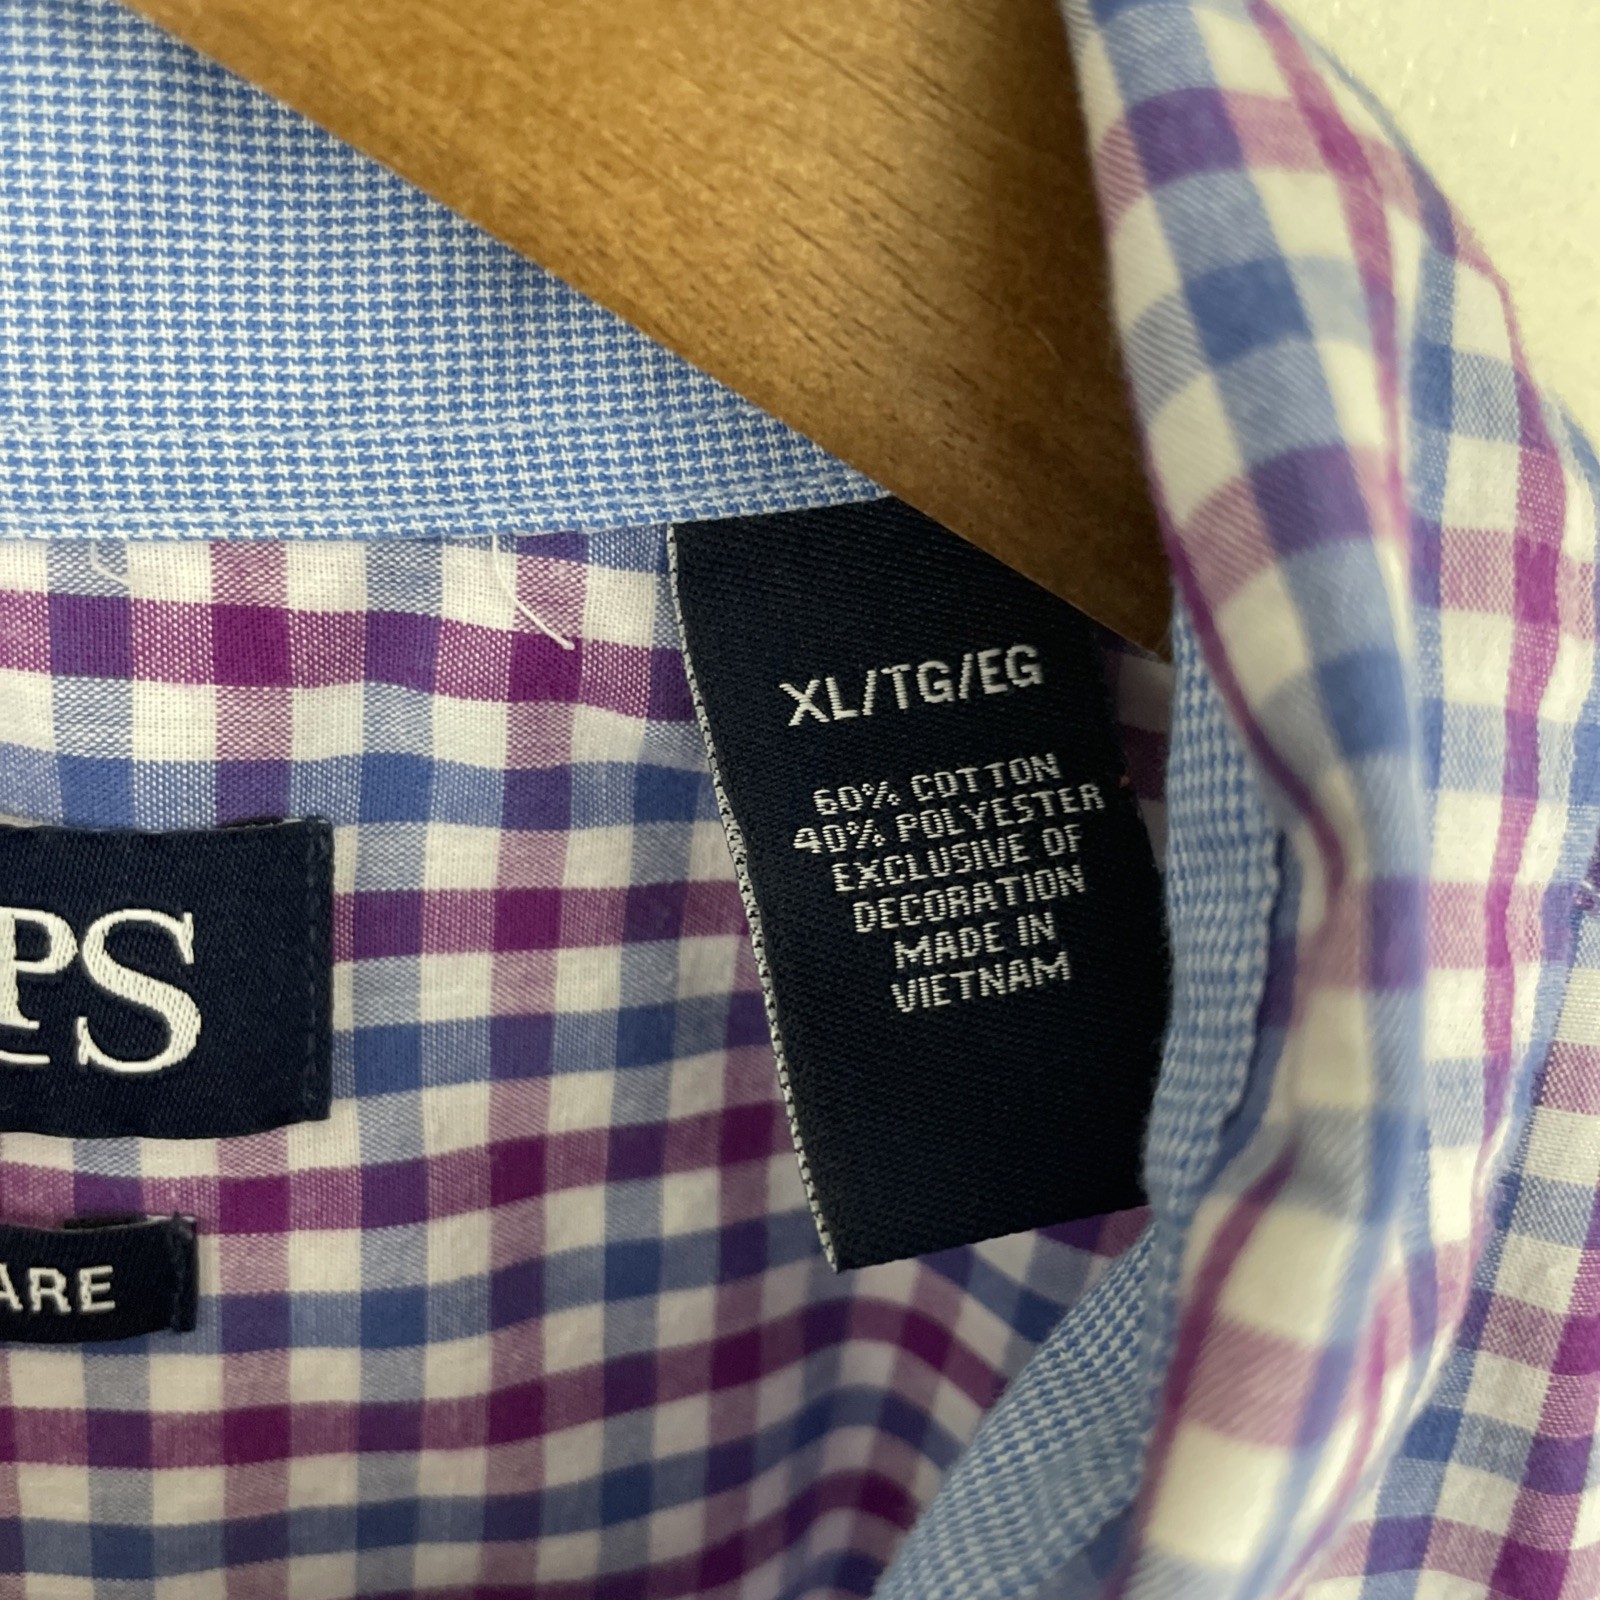 PS
ARE
XL/TG/EG
60% COTTON
40% POLYESTER
EXCLUSIVE OF
DECORATION
MADE IN
VIETNAM